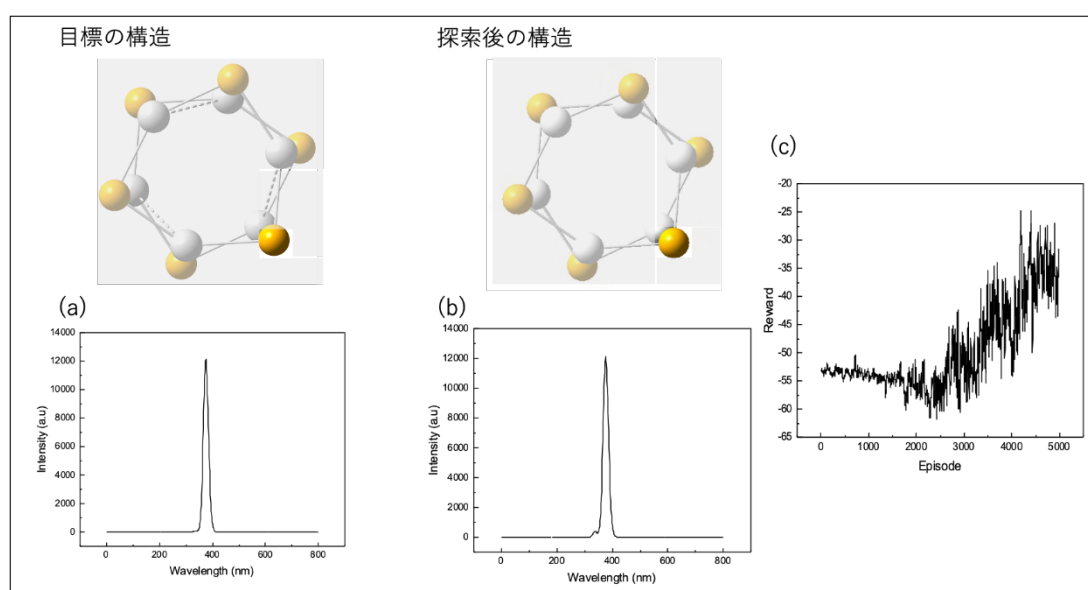 目標の構造
探索後の構造
(a)
14000
12000
10000
8000
6000
4000
2000
0
Intensity (a.u)
0 200 400 600 800
Wavelength (nm)
(b)
14000
12000
10000
8000
6000
4000
2000
0
Intensity (a.u)
0 200 400 600 800
Wavelength (nm)
(c)
-20
-25
-30
-35
-40
-45
-50
-55
-60
-65
Reward
0 1000 2000 3000 4000 5000
Episode